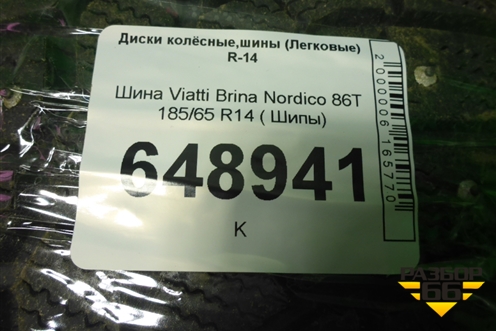 Диски колёсные,шины (Легковые)
R-14
Шина Viatti Brina Nordico 86T
185/65 R14 ( Шипы)
648941
K
2000006165770
РАЗБОР
66